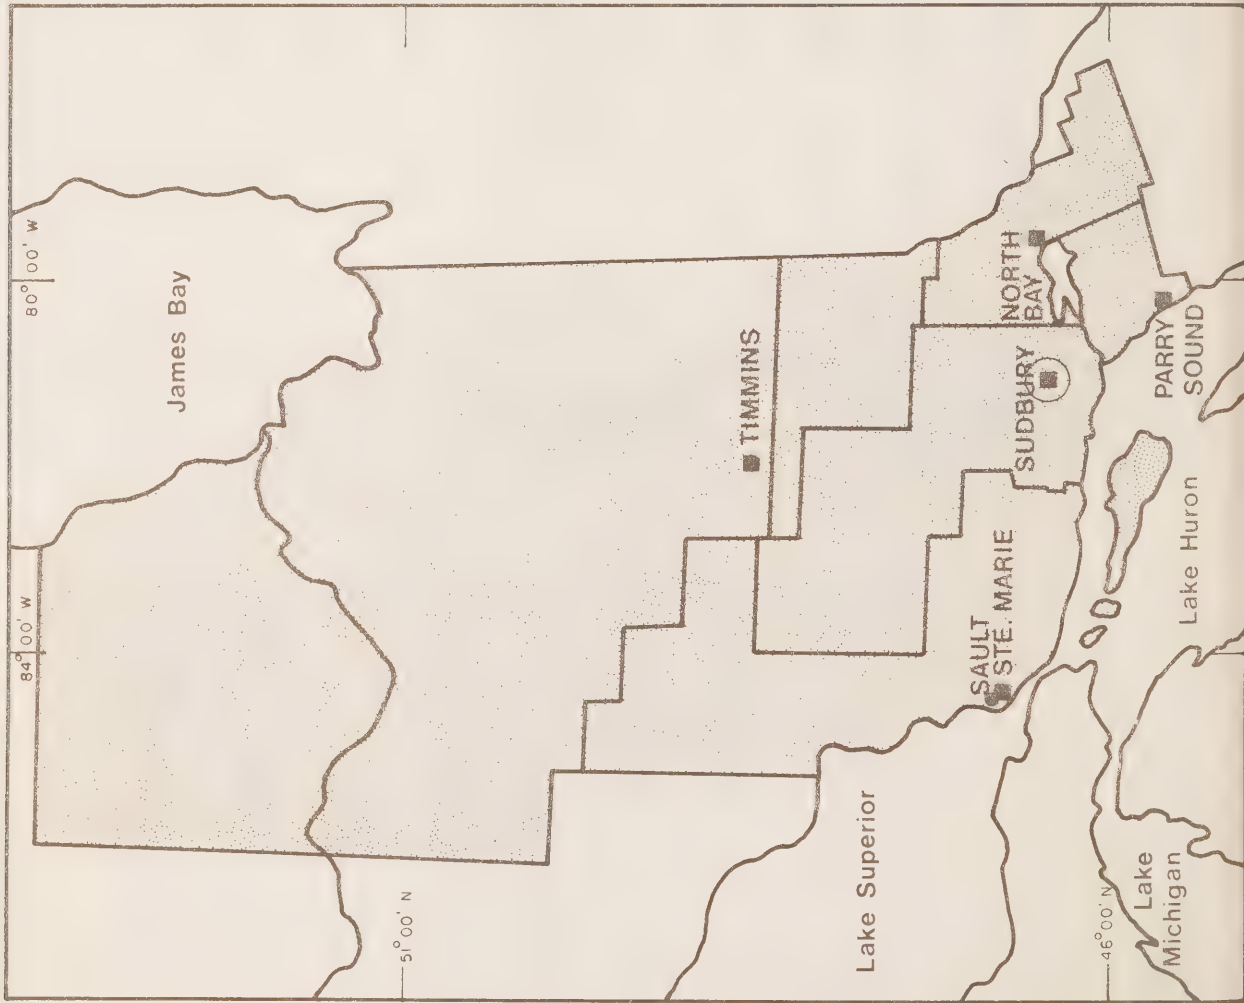 80° 00' W
James Bay
84° 00' W
51° 00' N
TIMMINS
NORTH
BAY
SUDBURY
PARRY
SOUND
SAULT
STE. MARIE
Lake Huron
Lake Superior
46° 00' N
Lake
Michigan